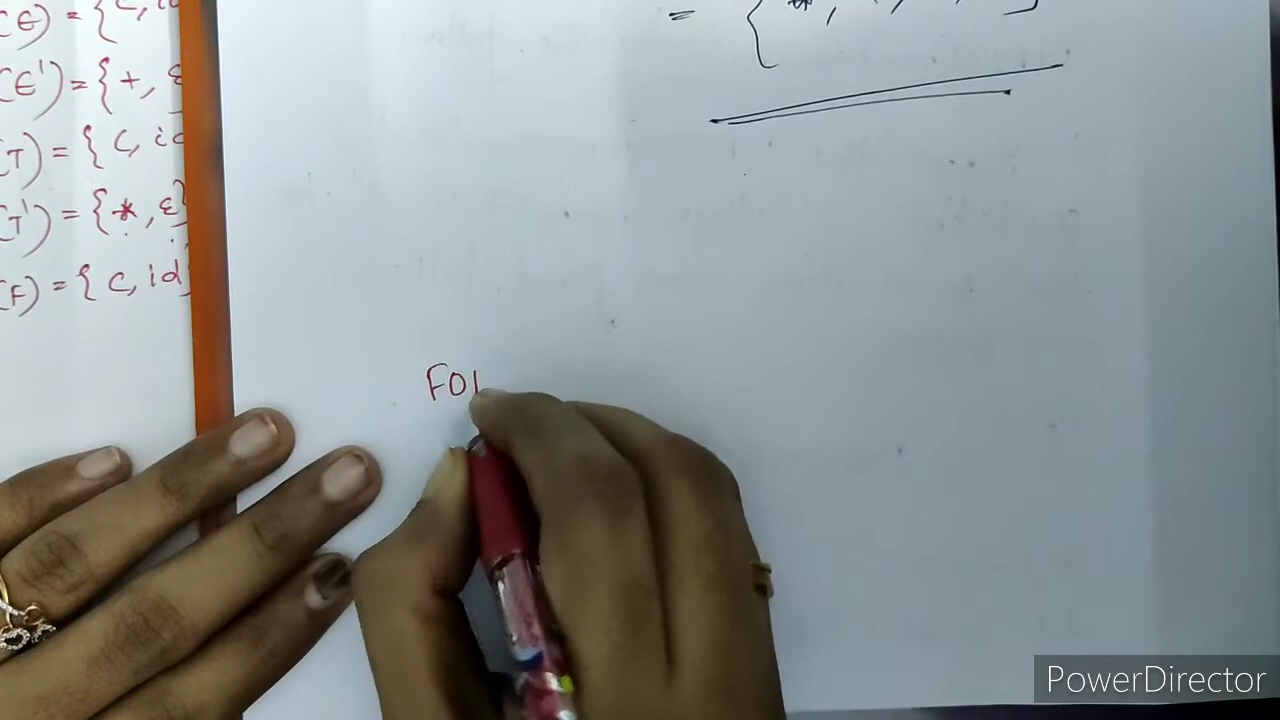 (E) = { (, id
(E') = { +, ε
(T) = { (, id
(T') = { *, ε}
(F) = { (, id}
= { *,
FOl
PowerDirector